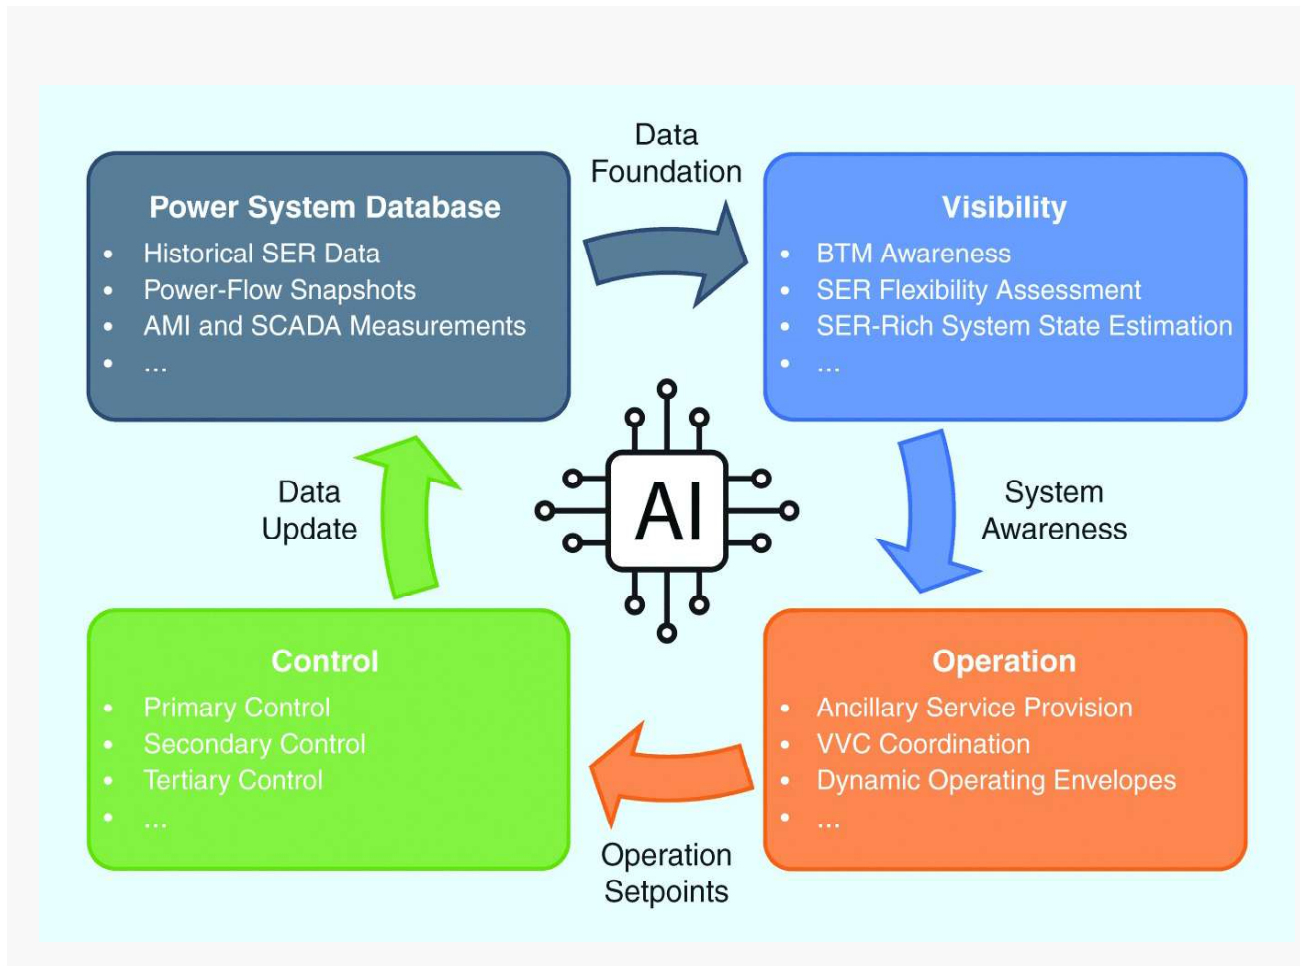 Data
Foundation
Power System Database
• Historical SER Data
• Power-Flow Snapshots
• AMI and SCADA Measurements
• ...
Visibility
• BTM Awareness
• SER Flexibility Assessment
• SER-Rich System State Estimation
• ...
AI
Data
Update
System
Awareness
Control
• Primary Control
• Secondary Control
• Tertiary Control
• ...
Operation
• Ancillary Service Provision
• VVC Coordination
• Dynamic Operating Envelopes
• ...
Operation
Setpoints